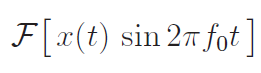 ℱ[ x(t) sin 2πf₀t ]